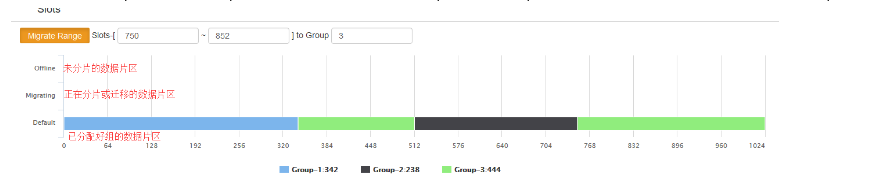 Slots
Migrate Range Slots-[ 750 ~ 852 ] to Group 3
Offline 未分片的数据片区
Migrating 正在分片或迁移的数据片区
Default
已分配好组的数据片区
0 64 128 192 256 320 384 448 512 576 640 704 768 832 896 960 1024
Group-1:342 Group-2:238 Group-3:444